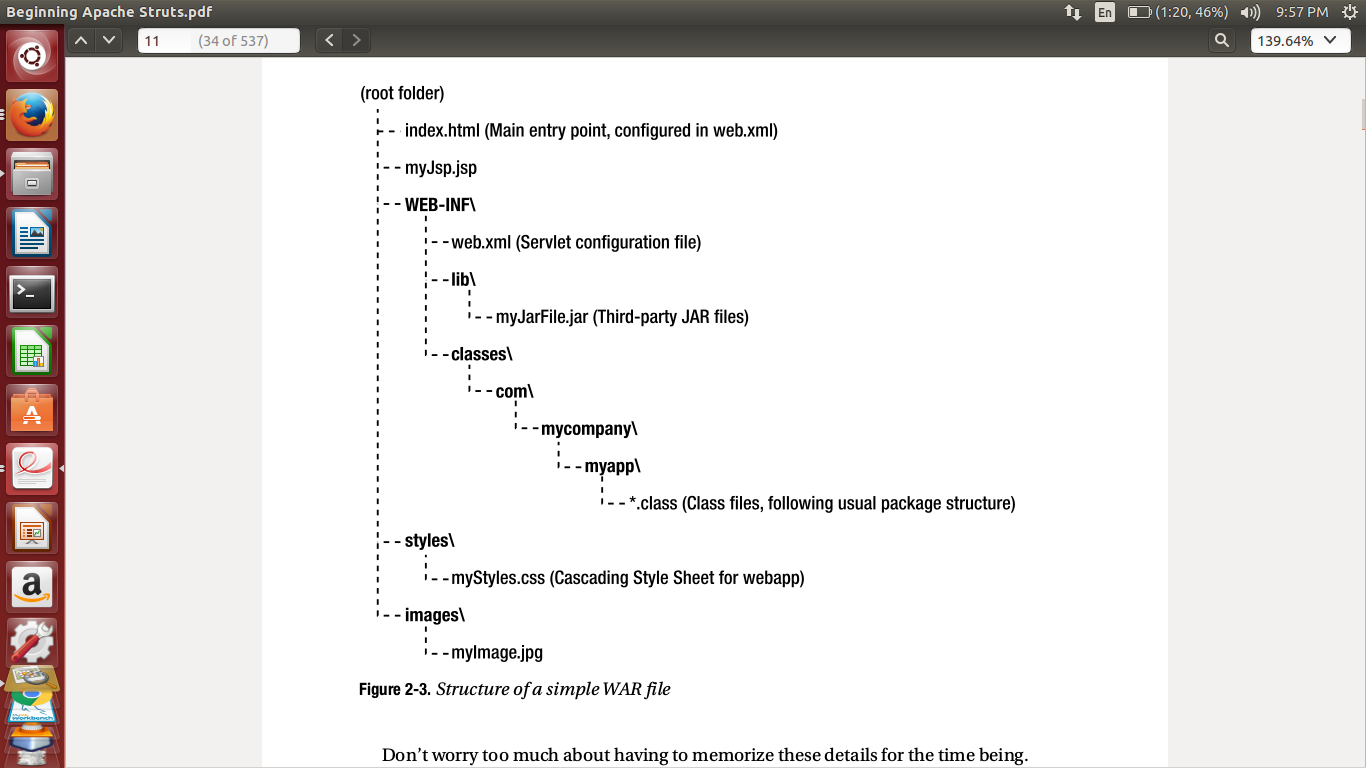 Beginning Apache Struts.pdf
En
(1:20, 46%)
9:57 PM
11 (34 of 537)
139.64%
(root folder)
index.html (Main entry point, configured in web.xml)
myJsp.jsp
WEB-INF\
web.xml (Servlet configuration file)
lib\
myJarFile.jar (Third-party JAR files)
classes\
com\
mycompany\
myapp\
*.class (Class files, following usual package structure)
styles\
myStyles.css (Cascading Style Sheet for webapp)
images\
myImage.jpg
Figure 2-3. Structure of a simple WAR file
Don’t worry too much about having to memorize these details for the time being.
workbench